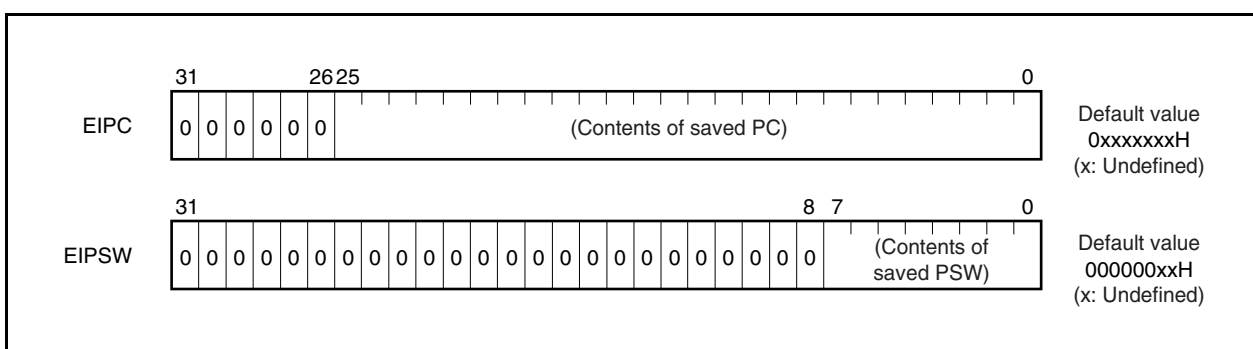 31 26 25 0
EIPC 0 0 0 0 0 0 (Contents of saved PC) Default value
0xxxxxxxH
(x: Undefined)
31 8 7 0
EIPSW 0 0 0 0 0 0 0 0 0 0 0 0 0 0 0 0 0 0 0 0 0 0 0 0 (Contents of Default value
saved PSW) 000000xxH
(x: Undefined)